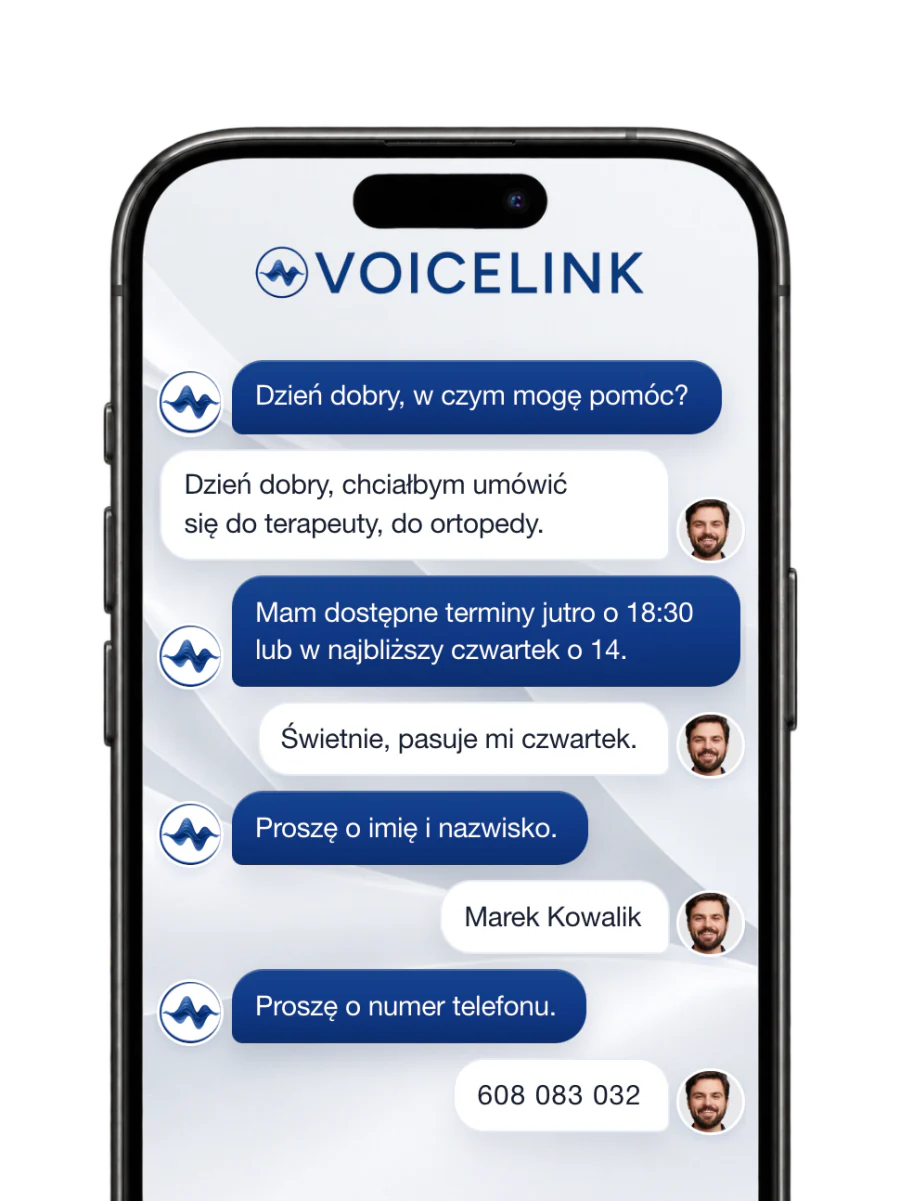 VOICELINK
Dzień dobry, w czym mogę pomóc?
Dzień dobry, chciałbym umówić
się do terapeuty, do ortopedy.
Mam dostępne terminy jutro o 18:30
lub w najbliższy czwartek o 14.
Świetnie, pasuje mi czwartek.
Proszę o imię i nazwisko.
Marek Kowalik
Proszę o numer telefonu.
608 083 032